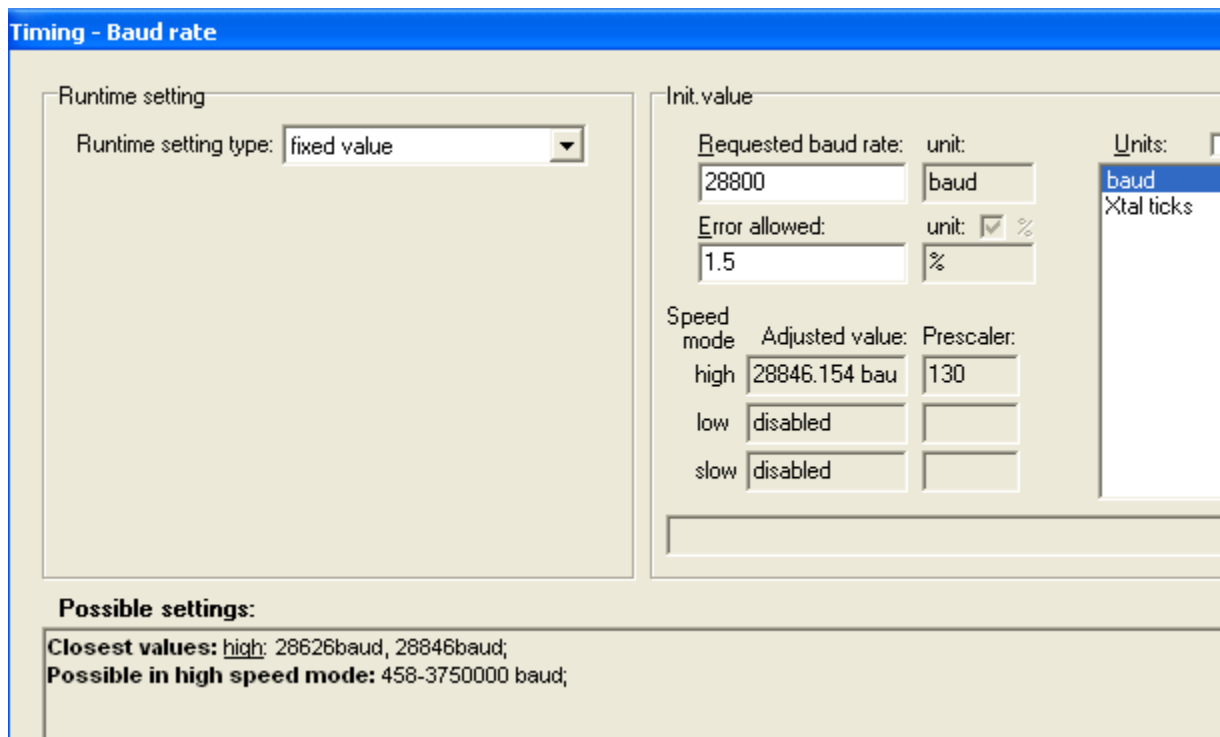 Timing - Baud rate
Runtime setting
Runtime setting type: fixed value
Init.value
Requested baud rate: unit: Units:
28800 baud baud
Xtal ticks
Error allowed: unit: %
1.5 %
Speed
mode Adjusted value: Prescaler:
high 28846.154 bau 130
low disabled
slow disabled
Possible settings:
Closest values: high: 28626baud, 28846baud;
Possible in high speed mode: 458-3750000 baud;